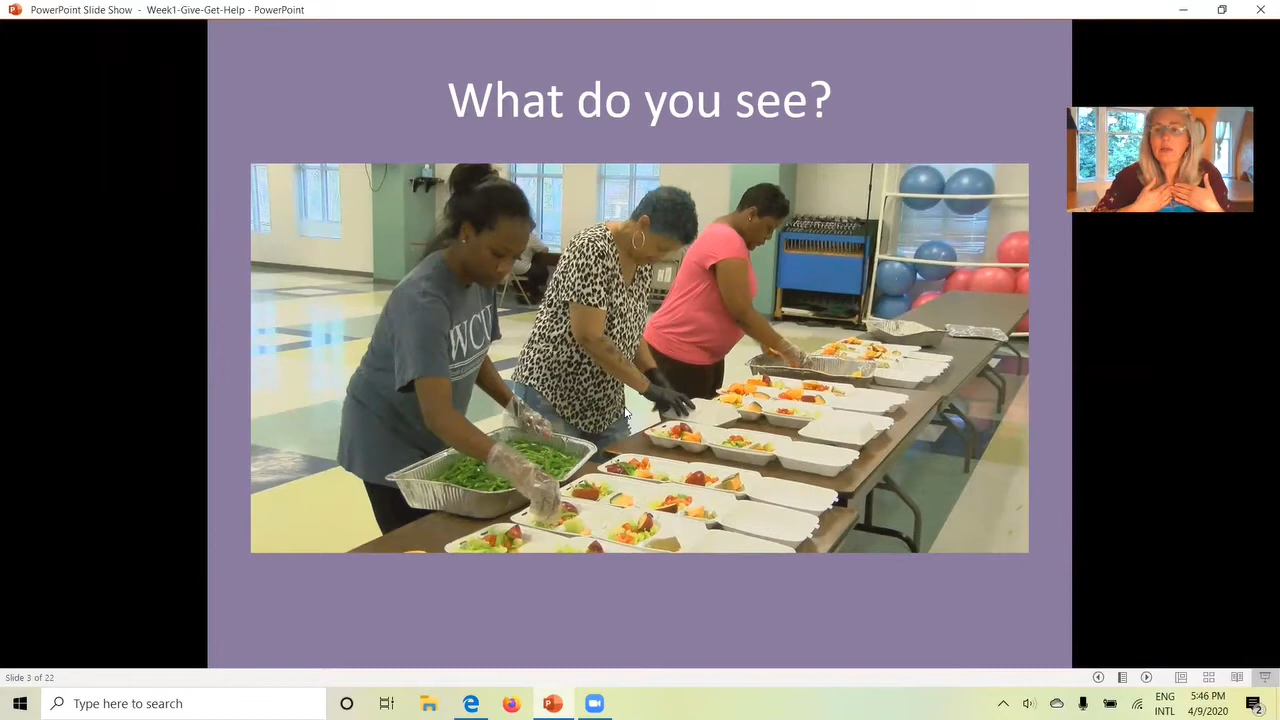 PowerPoint Slide Show - Week1-Give-Get-Help - PowerPoint
What do you see?
WCU
Slide 3 of 22
Type here to search
ENG
INTL
5:46 PM
4/9/2020
2